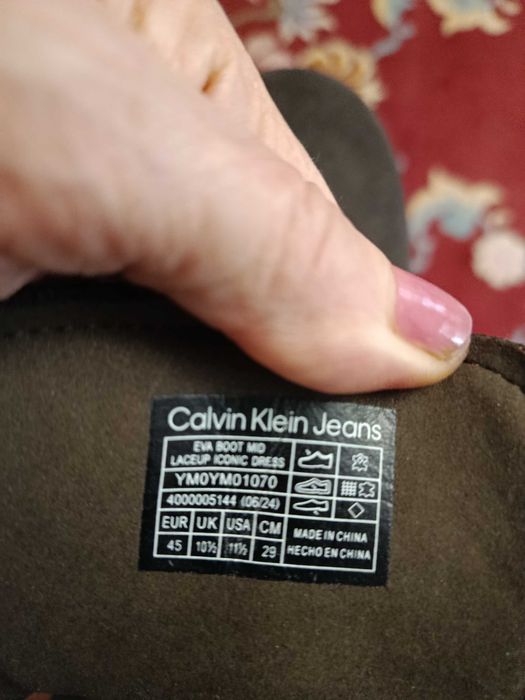 Calvin Klein Jeans
EVA BOOT MID
LACEUP ICONIC DRESS
YM0YM01070
4000005144 (06/24)
EUR UK USA CM
45 10½ 11½ 29
MADE IN CHINA
HECHO EN CHINA